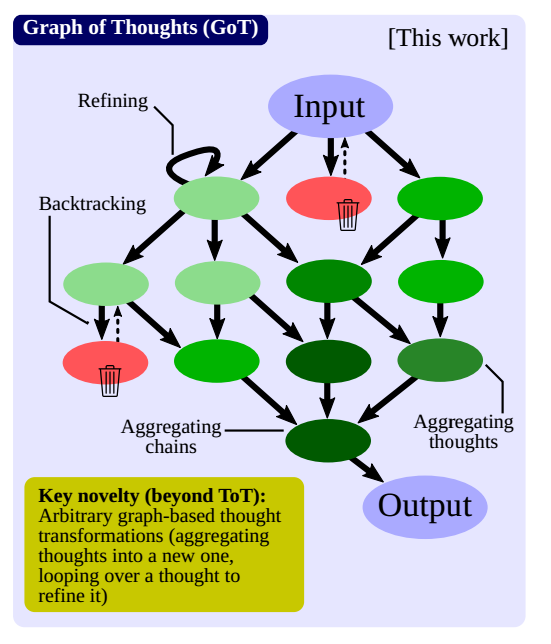 Graph of Thoughts (GoT)
[This work]
Refining
Input
Backtracking
Aggregating
chains
Aggregating
thoughts
Output
Key novelty (beyond ToT):
Arbitrary graph-based thought
transformations (aggregating
thoughts into a new one,
looping over a thought to
refine it)